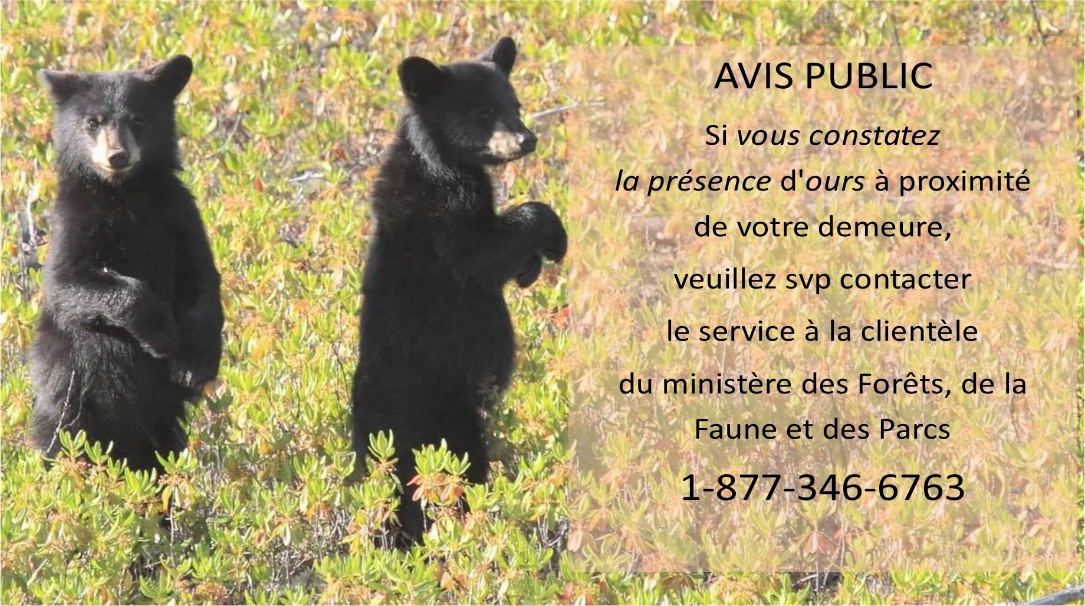 AVIS PUBLIC
Si vous constatez
la présence d'ours à proximité
de votre demeure,
veuillez svp contacter
le service à la clientèle
du ministère des Forêts, de la
Faune et des Parcs
1-877-346-6763